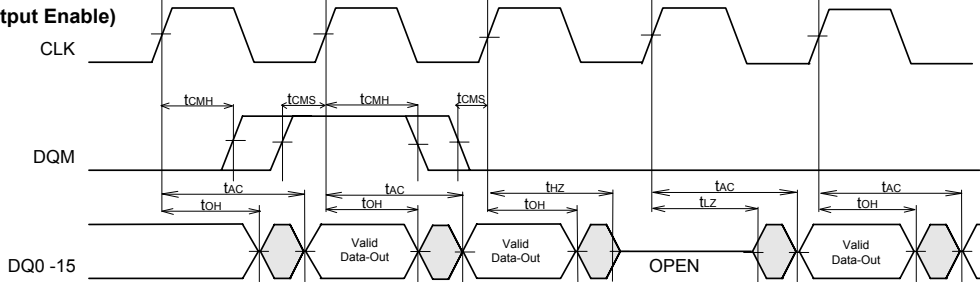 tput Enable)
CLK
tCMH tCMS tCMH tCMS
DQM
tAC tAC tHZ tAC tAC
tOH tOH tOH tLZ tOH
Valid Valid Valid
Data-Out Data-Out Data-Out
DQ0 -15 OPEN